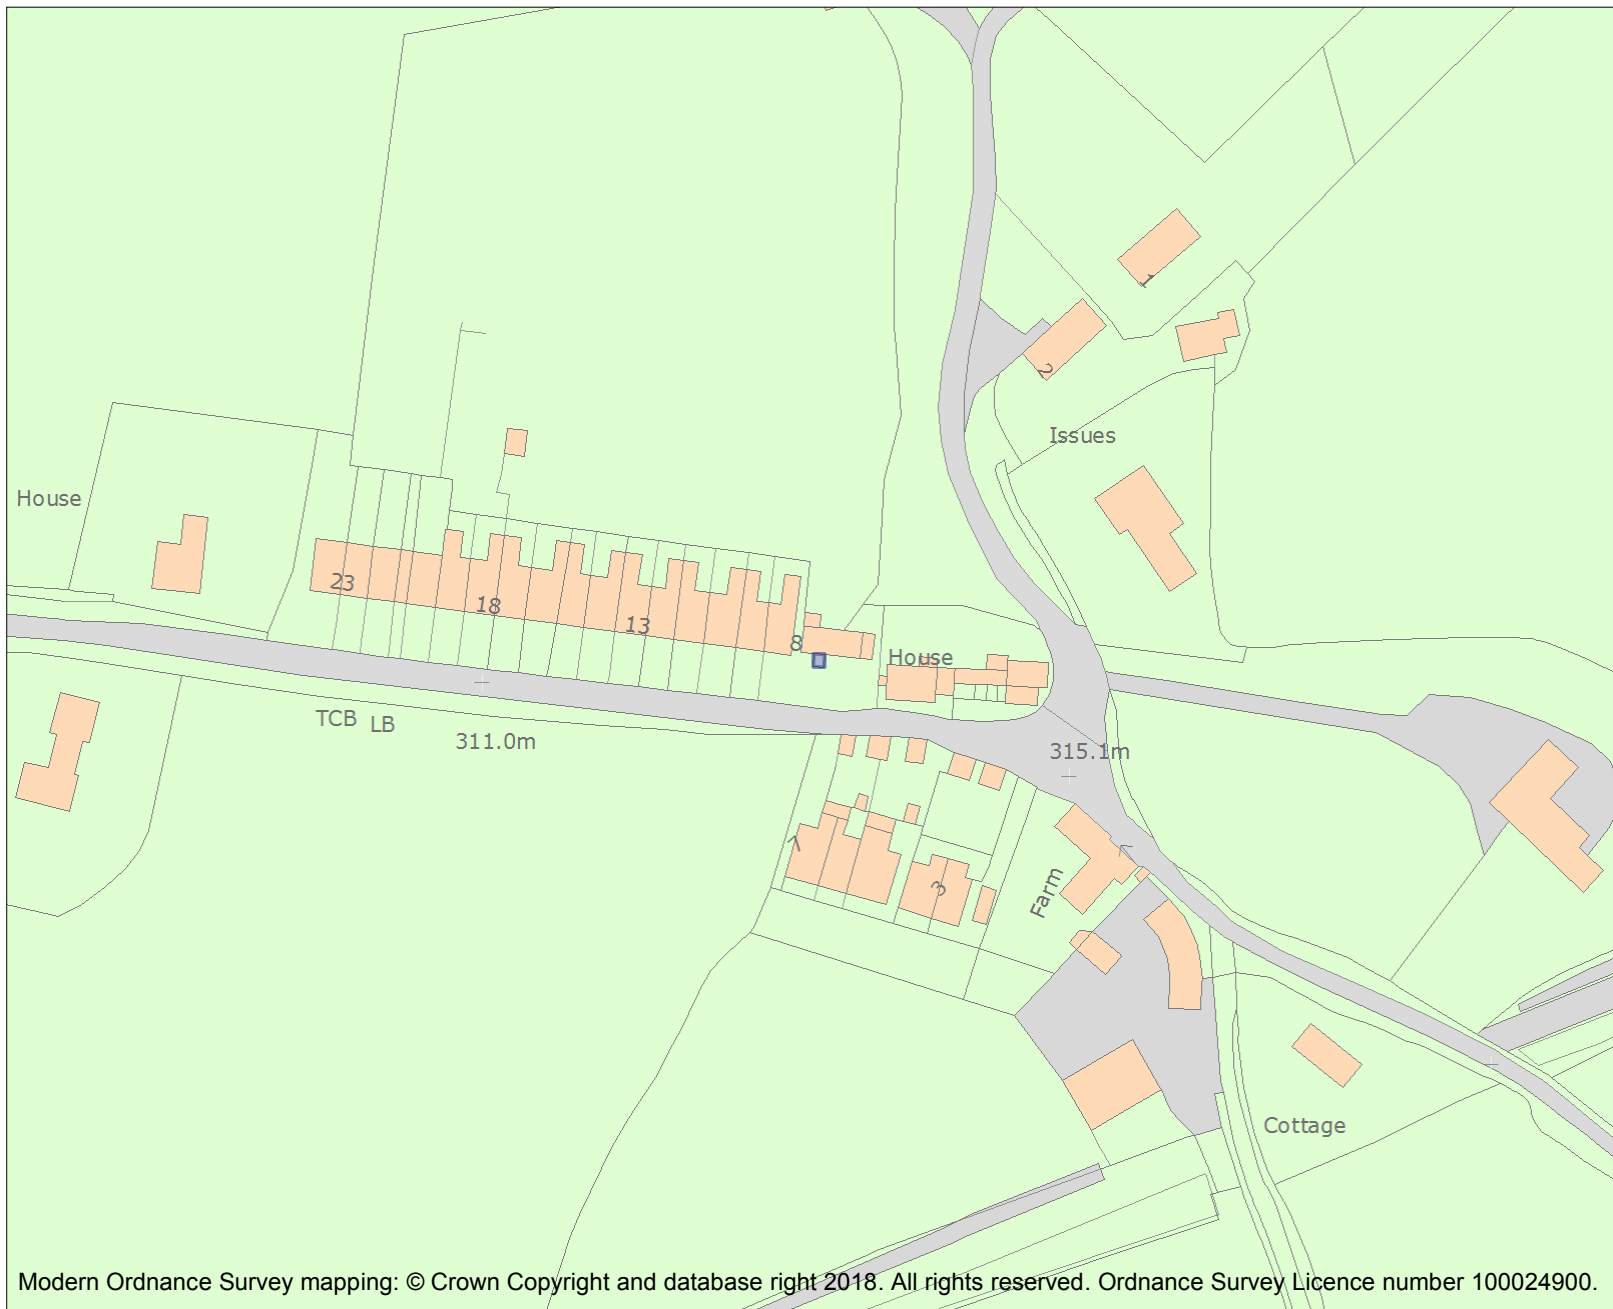 1
2
Issues
House
23
18
13
8
House
TCB
LB
311.0m
315.1m
7
3
Farm
Cottage
Modern Ordnance Survey mapping: © Crown Copyright and database right 2018. All rights reserved. Ordnance Survey Licence number 100024900.